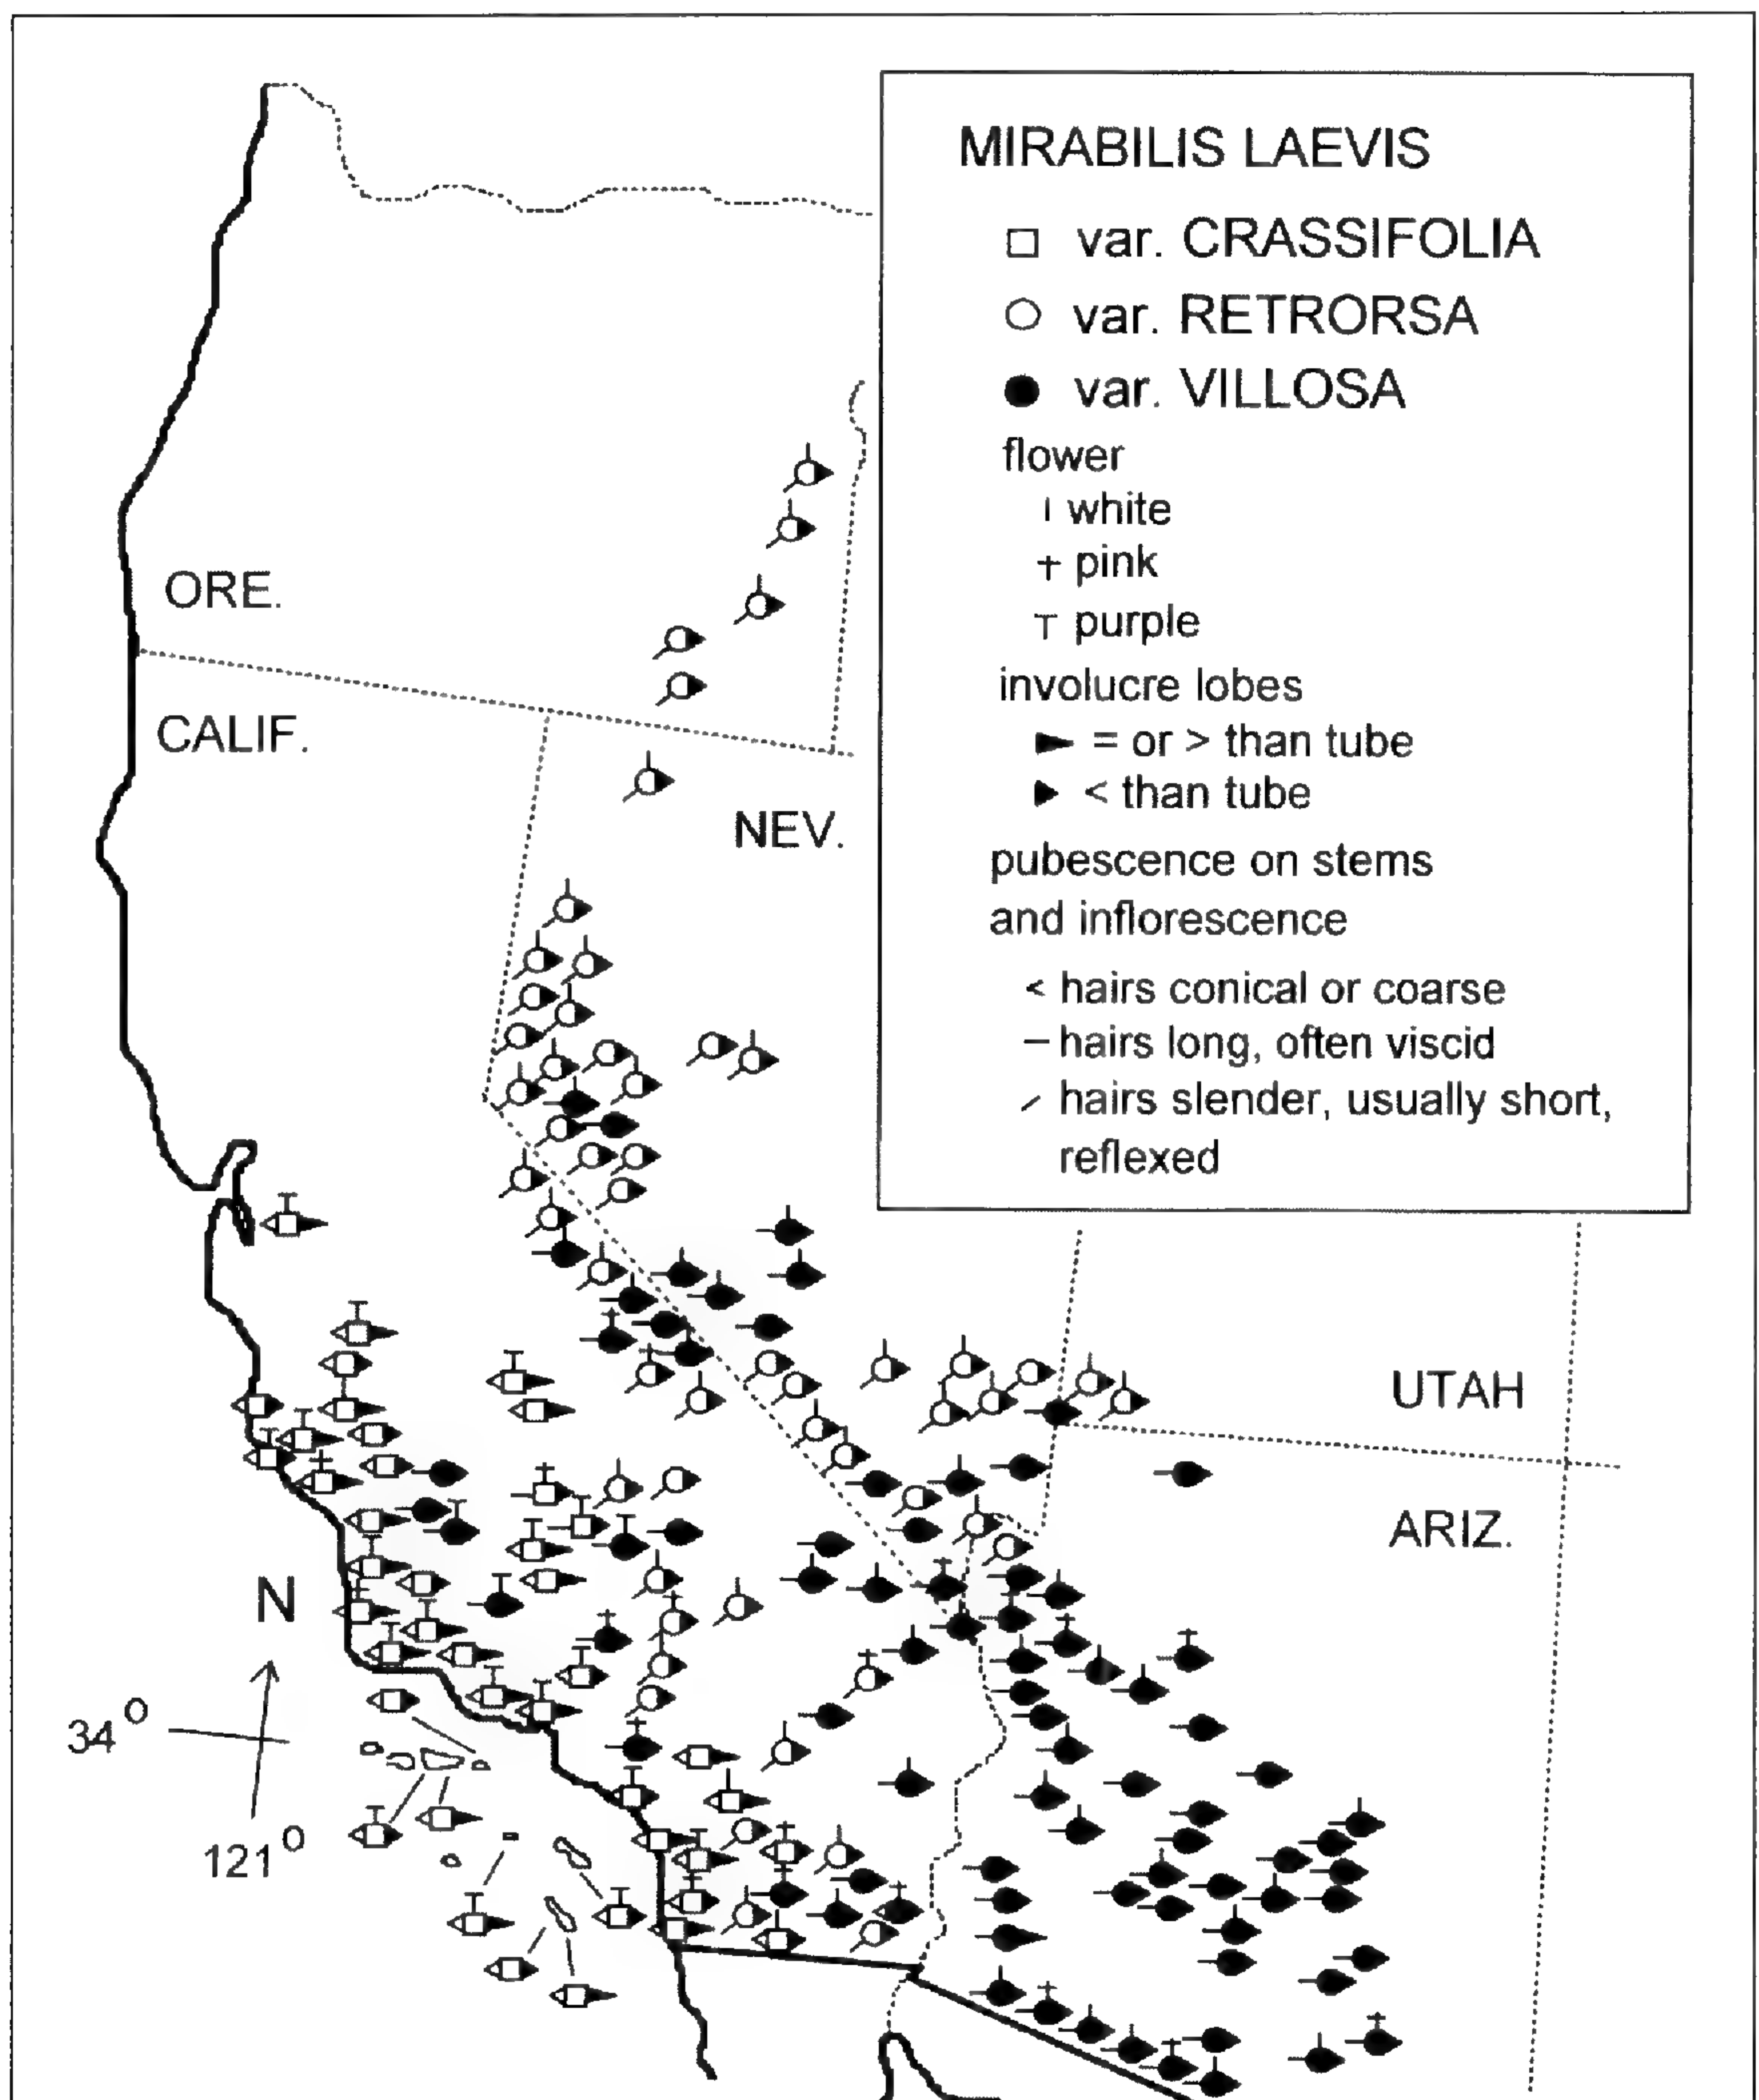 MIRABILIS LAEVIS
□ var. CRASSIFOLIA
○ var. RETRORSA
● var. VILLOSA
flower
ı white
+ pink
T purple
involucre lobes
► = or > than tube
► < than tube
pubescence on stems
and inflorescence
< hairs conical or coarse
– hairs long, often viscid
⁄ hairs slender, usually short,
reflexed
ORE.
CALIF.
NEV.
UTAH
ARIZ.
N
34°
121°